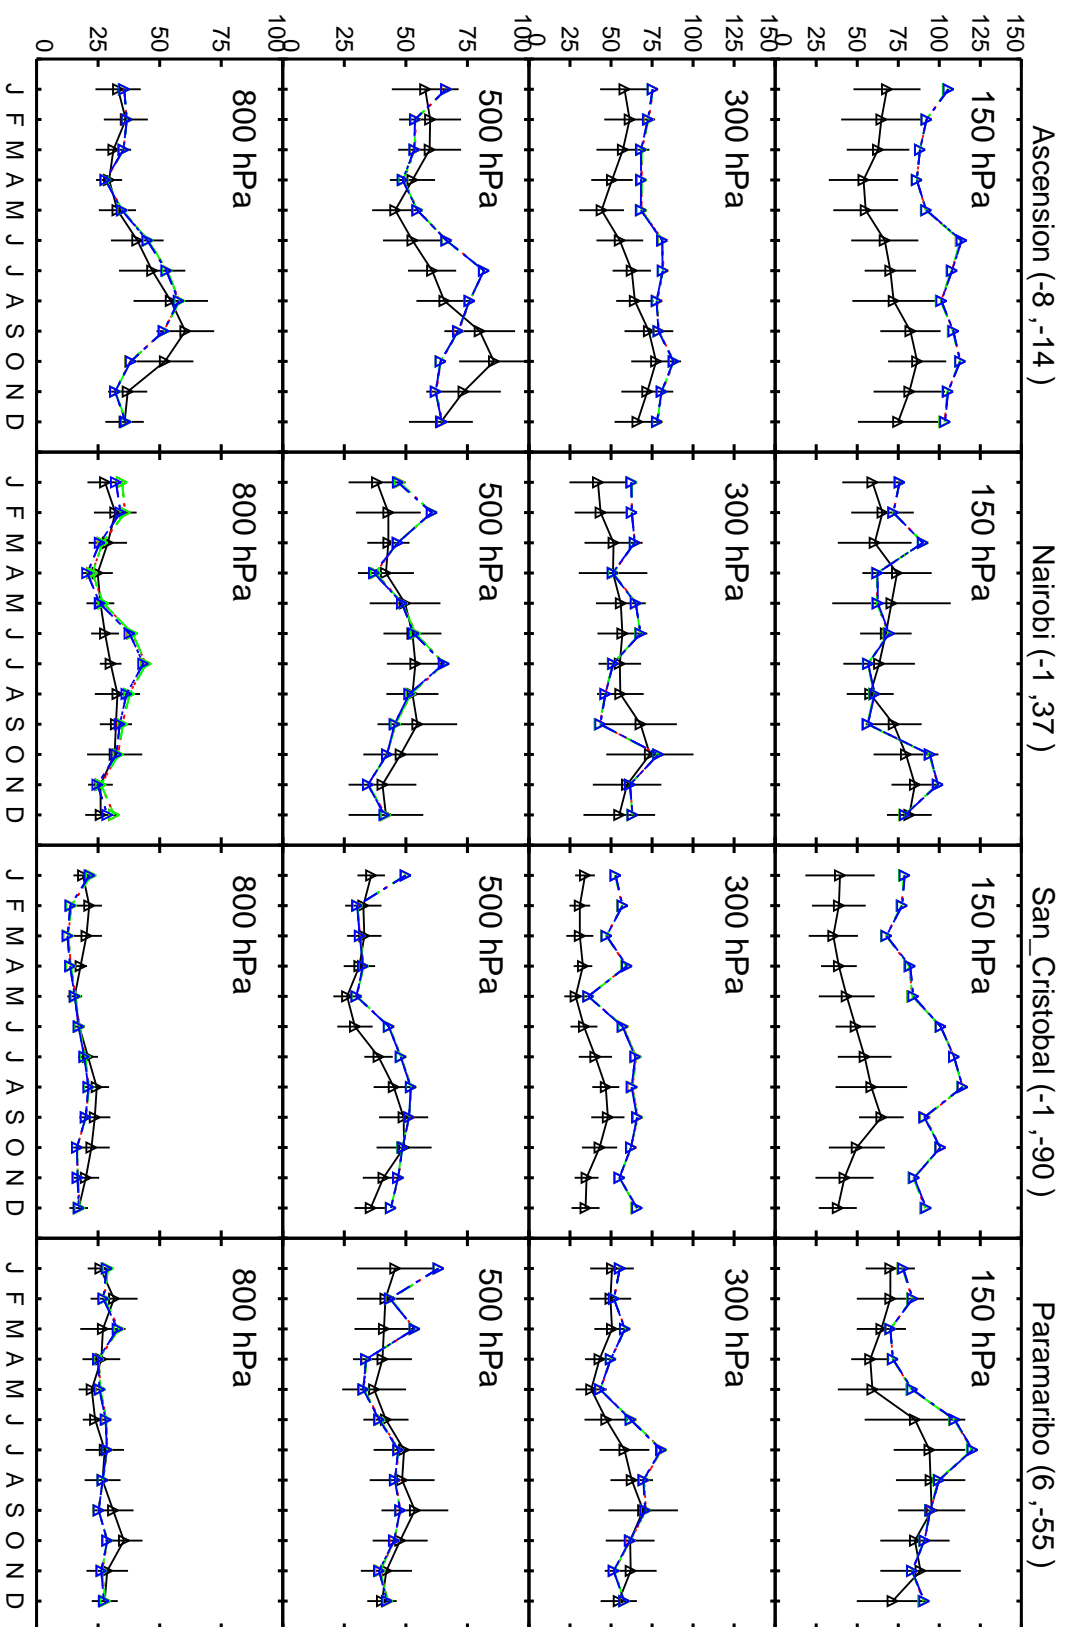 Ascension (-8 ,-14 )
Nairobi (-1 ,37 )
San_Cristobal (-1 ,-90 )
Paramaribo (6 ,-55 )
150
125
100
75
50
25
0
150 hPa
150 hPa
150 hPa
150 hPa
150
100
75
50
25
0
300 hPa
300 hPa
300 hPa
300 hPa
100
75
50
25
0
500 hPa
500 hPa
500 hPa
500 hPa
100
75
50
25
0
800 hPa
800 hPa
800 hPa
800 hPa
J F M A M J J A S O N D
J F M A M J J A S O N D
J F M A M J J A S O N D
J F M A M J J A S O N D